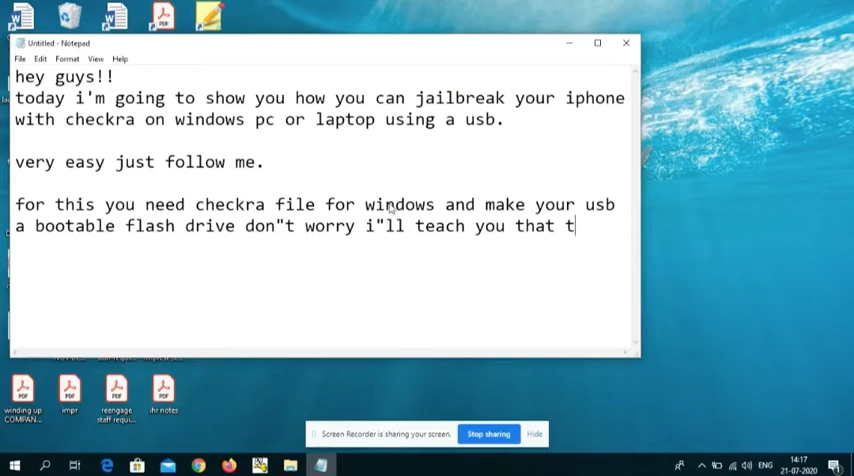 Untitled - Notepad
File Edit Format View Help
hey guys!!
today i'm going to show you how you can jailbreak your iphone
with checkra on windows pc or laptop using a usb.
very easy just follow me.
for this you need checkra file for windows and make your usb
a bootable flash drive don"t worry i"ll teach you that t
winding up impr reengage ihr notes
COMPAN... staff requi...
Screen Recorder is sharing your screen. Stop sharing Hide
ENG 14:17
21-07-2020